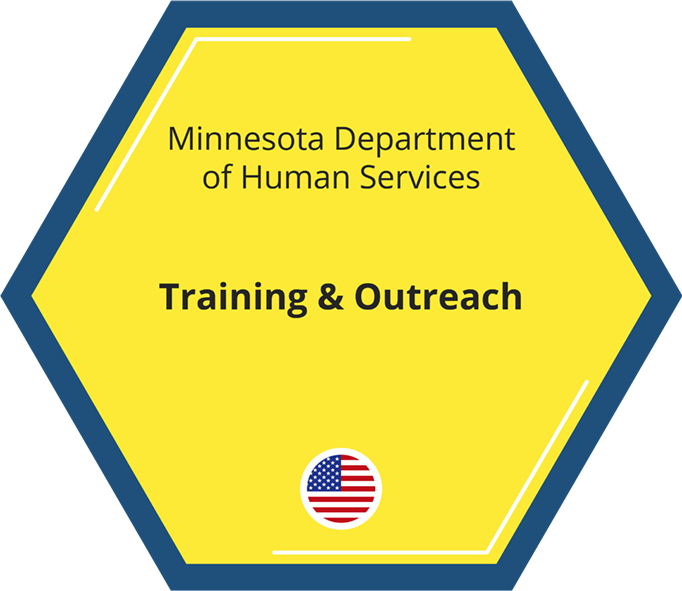 Minnesota Department
of Human Services
Training & Outreach